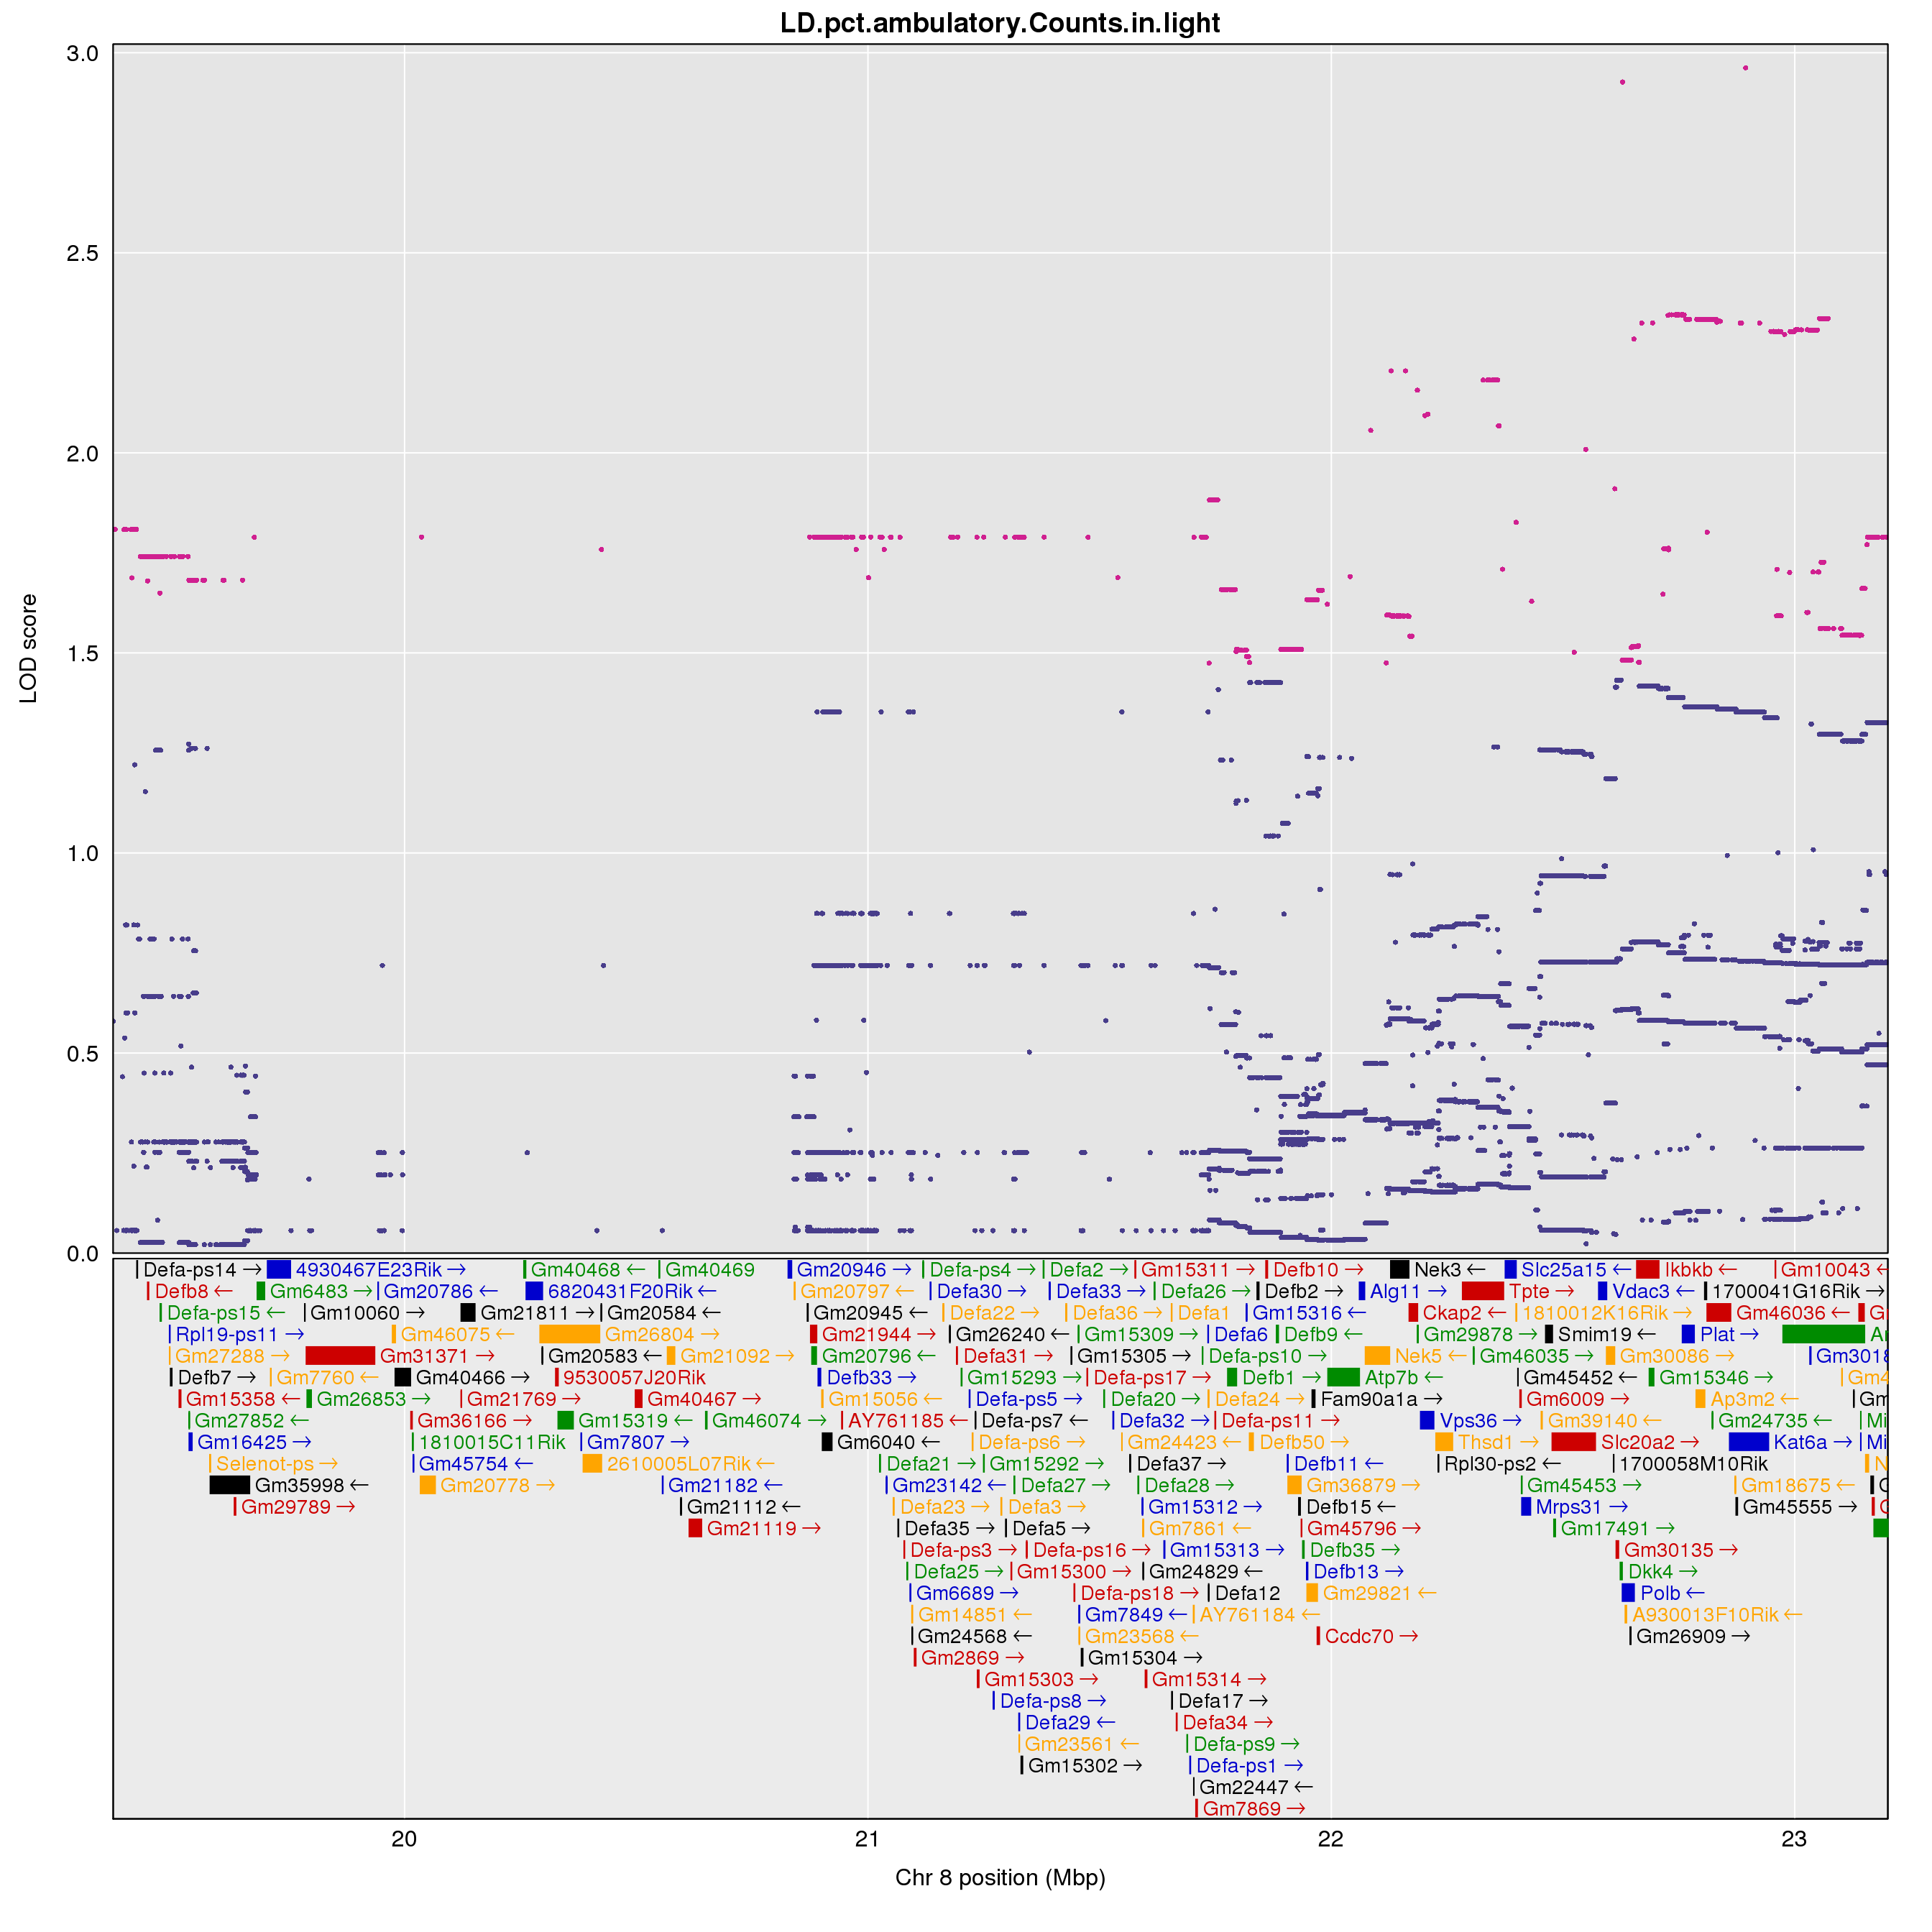 LD.pct.ambulatory.Counts.in.light
3.0
2.5
2.0
1.5
1.0
0.5
0.0
LOD score
Defa-ps14 → 4930467E23Rik → Gm40468 ← Gm40469 Gm20946 → Defa-ps4 → Defa2 → Gm15311 → Defb10 → Nek3 ← Slc25a15 ← Ikbkb ← Gm10043 ←
Defb8 ← Gm6483 → Gm20786 ← 6820431F20Rik ← Gm20797 ← Defa30 → Defa33 → Defa26 → Defb2 → Alg11 → Tpte → Vdac3 ← 1700041G16Rik →
Defa-ps15 ← Gm10060 → Gm21811 → Gm20584 ← Gm20945 ← Defa22 → Defa36 → Defa1 Gm15316 ← Ckap2 ← 1810012K16Rik → Gm46036 ← G
Rpl19-ps11 → Gm46075 ← Gm26804 → Gm21944 → Gm26240 ← Gm15309 → Defa6 Defb9 ← Gm29878 → Smim19 ← Plat → A
Gm27288 → Gm31371 → Gm20583 ← Gm21092 → Gm20796 ← Defa31 → Gm15305 → Defa-ps10 → Nek5 ← Gm46035 → Gm30086 → Gm3018
Defb7 → Gm7760 ← Gm40466 → 9530057J20Rik Defb33 → Gm15293 → Defa-ps17 → Defb1 → Atp7b ← Gm45452 ← Gm15346 → Gm4
Gm15358 ← Gm26853 → Gm21769 → Gm40467 → Gm15056 ← Defa-ps5 → Defa20 → Defa24 → Fam90a1a → Gm6009 → Ap3m2 ← Gm
Gm27852 ← Gm36166 → Gm15319 ← Gm46074 → AY761185 ← Defa-ps7 ← Defa32 → Defa-ps11 → Vps36 → Gm39140 ← Gm24735 ← Mi
Gm16425 → 1810015C11Rik Gm7807 → Gm6040 ← Defa-ps6 → Gm24423 ← Defb50 → Thsd1 → Slc20a2 → Kat6a → Mi
Selenot-ps → Gm45754 → 2610005L07Rik ← Defa21 → Gm15292 → Defa37 → Defb11 ← Rpl30-ps2 ← 1700058M10Rik N
Gm35998 ← Gm20778 → Gm21182 ← Gm23142 ← Defa27 → Defa28 → Gm36879 → Gm45453 → Gm18675 ←
Gm29789 → Gm21112 ← Defa23 → Defa3 → Gm15312 → Defb15 ← Mrps31 → Gm45555 →
Gm21119 → Defa35 → Defa5 → Gm7861 ← Gm45796 → Gm17491 →
Defa-ps3 → Defa-ps16 → Gm15313 → Defb35 → Gm30135 →
Defa25 → Gm15300 → Gm24829 ← Defb13 → Dkk4 →
Gm6689 → Defa-ps18 → Defa12 Gm29821 ← Polb ←
Gm14851 ← Gm7849 ← AY761184 ← A930013F10Rik ←
Gm24568 ← Gm23568 ← Ccdc70 → Gm26909 →
Gm2869 → Gm15304 →
Gm15303 → Gm15314 →
Defa-ps8 → Defa17 →
Defa29 ← Defa34 →
Gm23561 ← Defa-ps9 →
Gm15302 → Defa-ps1 →
Gm22447 ←
Gm7869 →
20 21 22 23
Chr 8 position (Mbp)